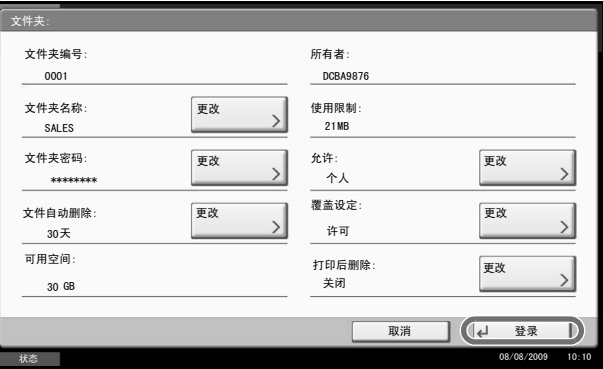 文件夹:
文件夹编号:
0001
所有者:
DCBA9876
文件夹名称:
SALES
更改
使用限制:
21MB
文件夹密码:
********
更改
允许:
个人
更改
文件自动删除:
30天
更改
覆盖设定:
许可
更改
可用空间:
30 GB
打印后删除:
关闭
更改
取消
登录
状态
08/08/2009 10:10